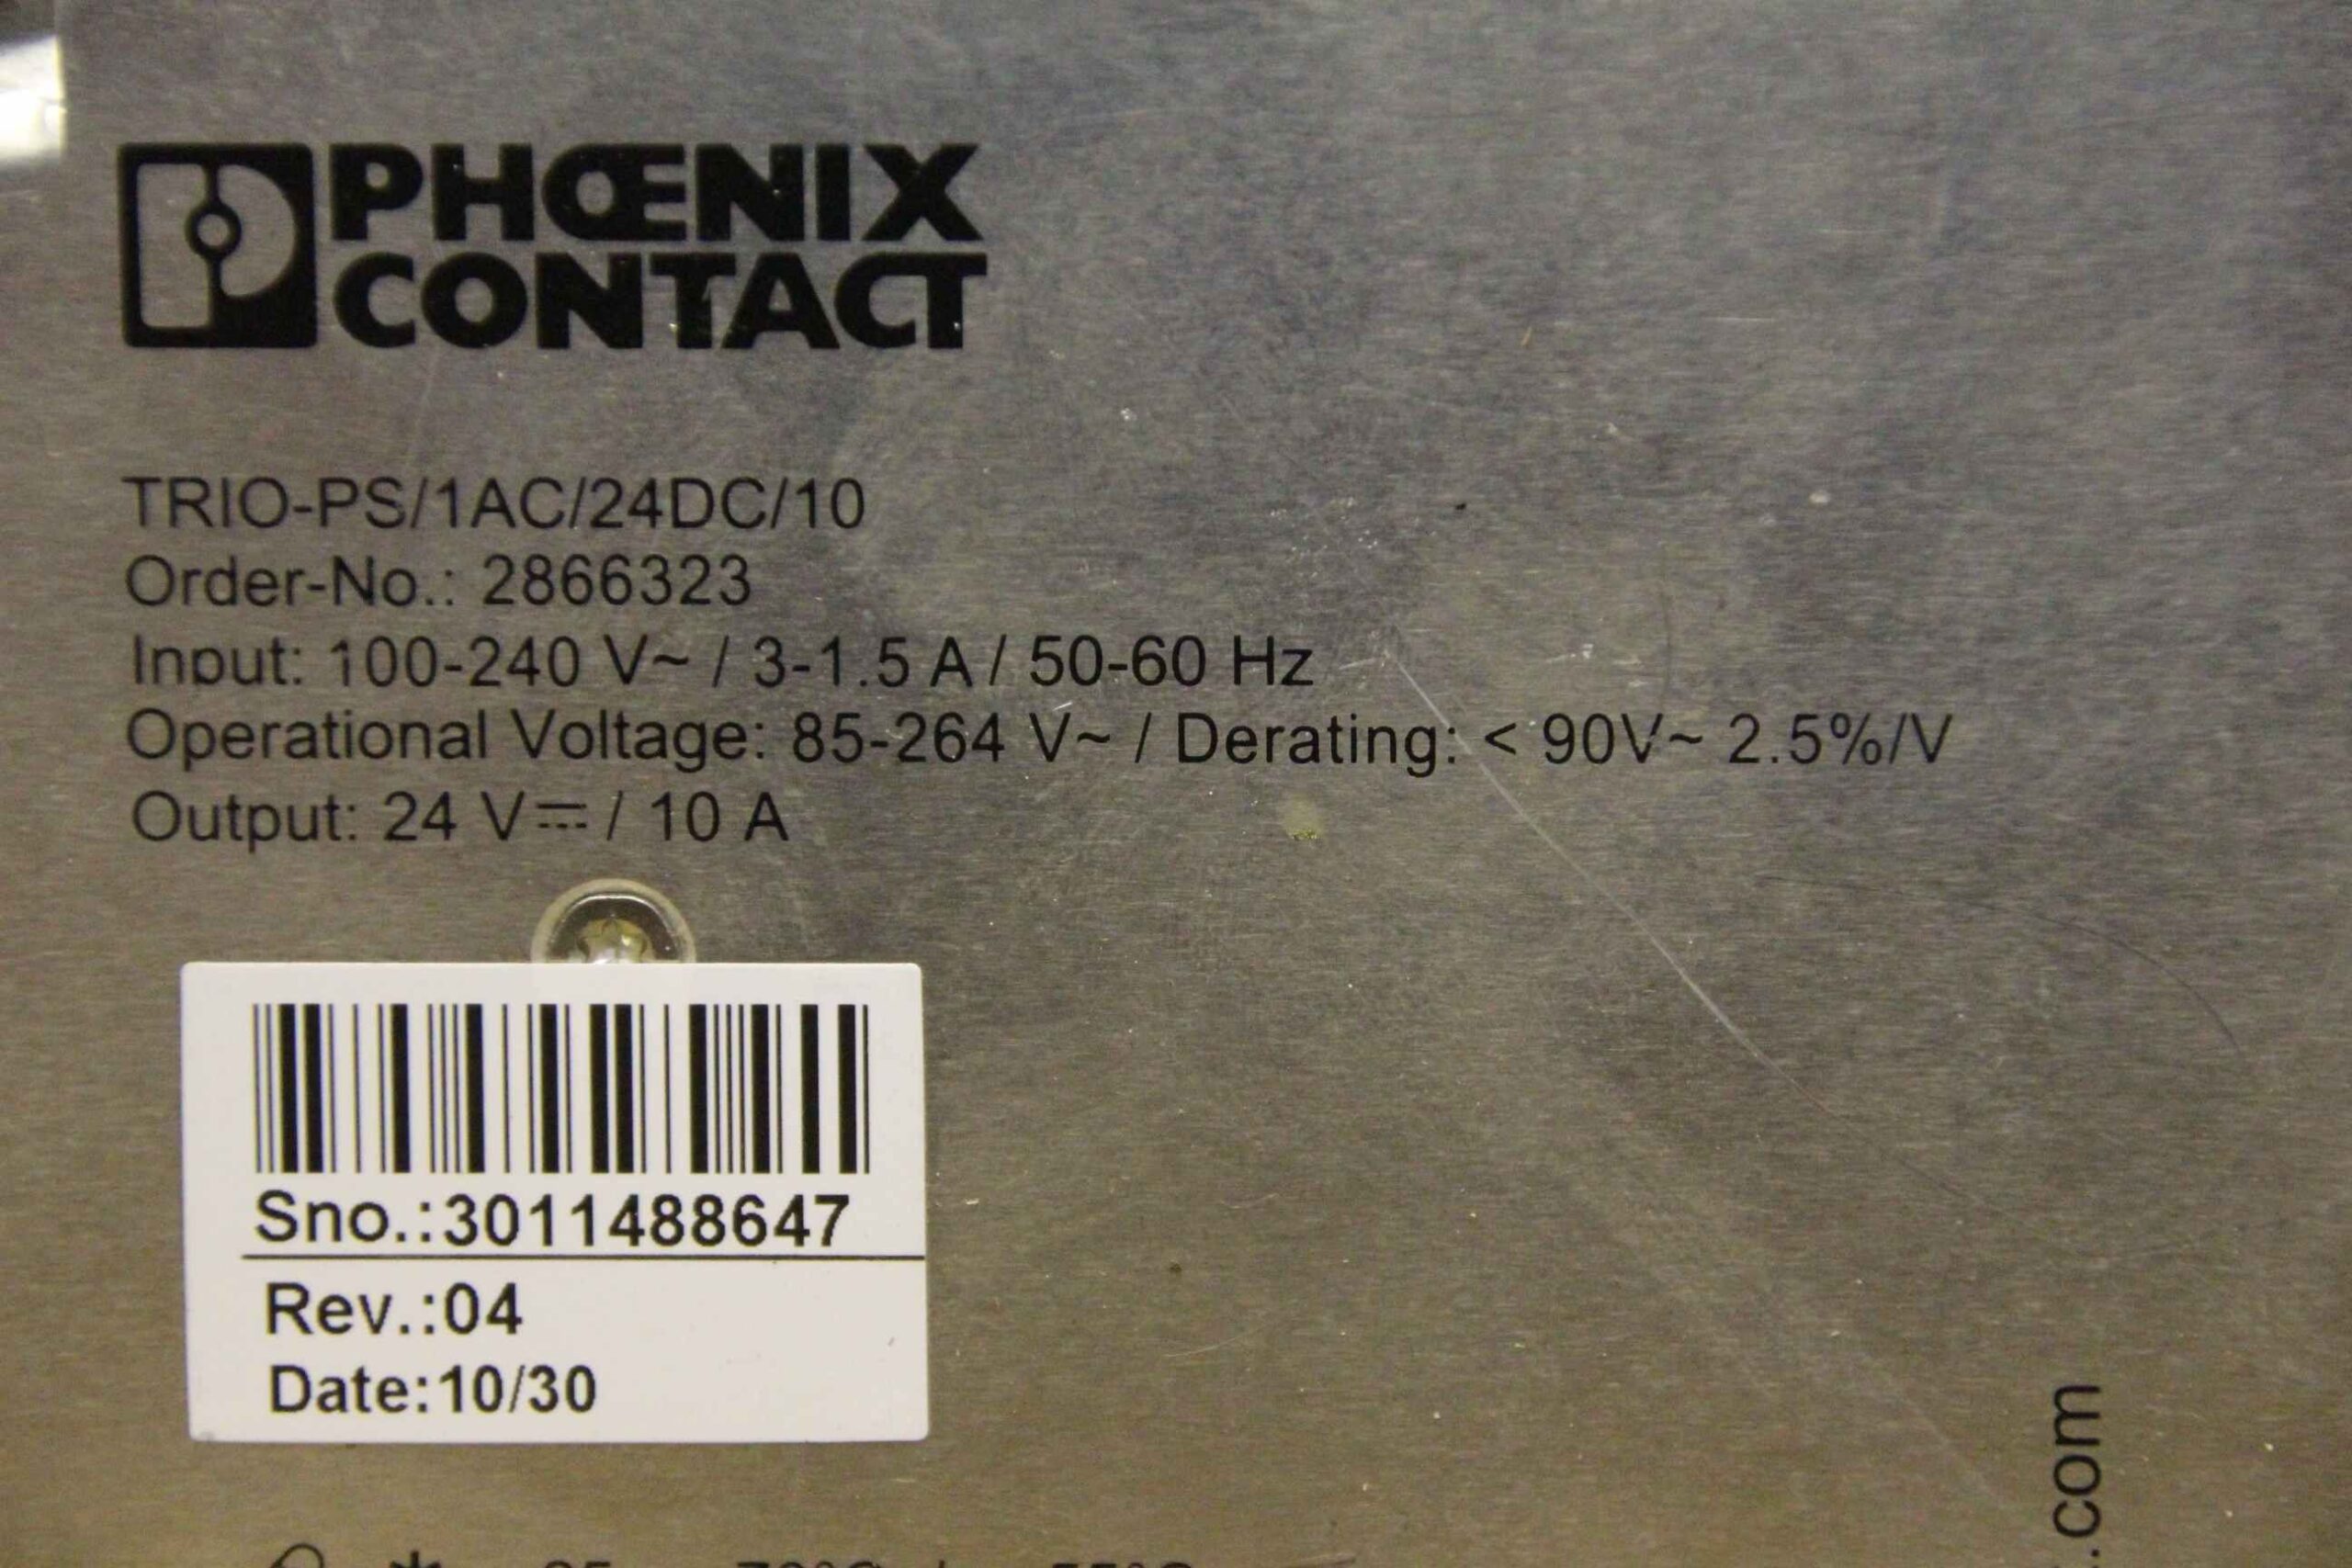 PHŒNIX
CONTACT
TRIO-PS/1AC/24DC/10
Order-No.: 2866323
Input: 100-240 V~ / 3-1.5 A / 50-60 Hz
Operational Voltage: 85-264 V~ / Derating: < 90V~ 2.5%/V
Output: 24 V⎓ / 10 A
Sno.:3011488647
Rev.:04
Date:10/30
.com